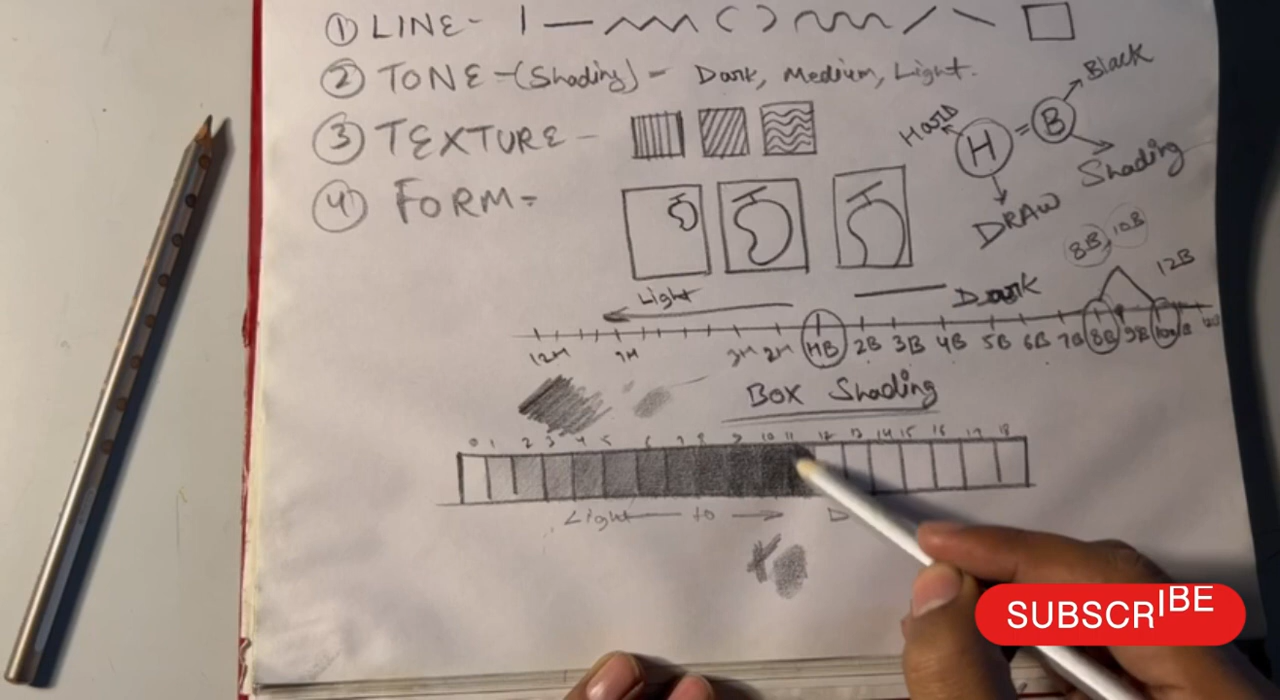 ① LINE -
② TONE - (Shading) - Dark, Medium, Light.
③ TEXTURE -
④ FORM =
Black
Hard
H = B
Shading
DRAW
8B, 10B
12B
Light
Dark
12H 9H 3H 2H HB 2B 3B 4B 5B 6B 7B 8B 9B
Box Shading
0 1 2 3 4 5 6 7 8 9 10 11 12 13 14 15 16 17 18
Light to D
SUBSCRIBE